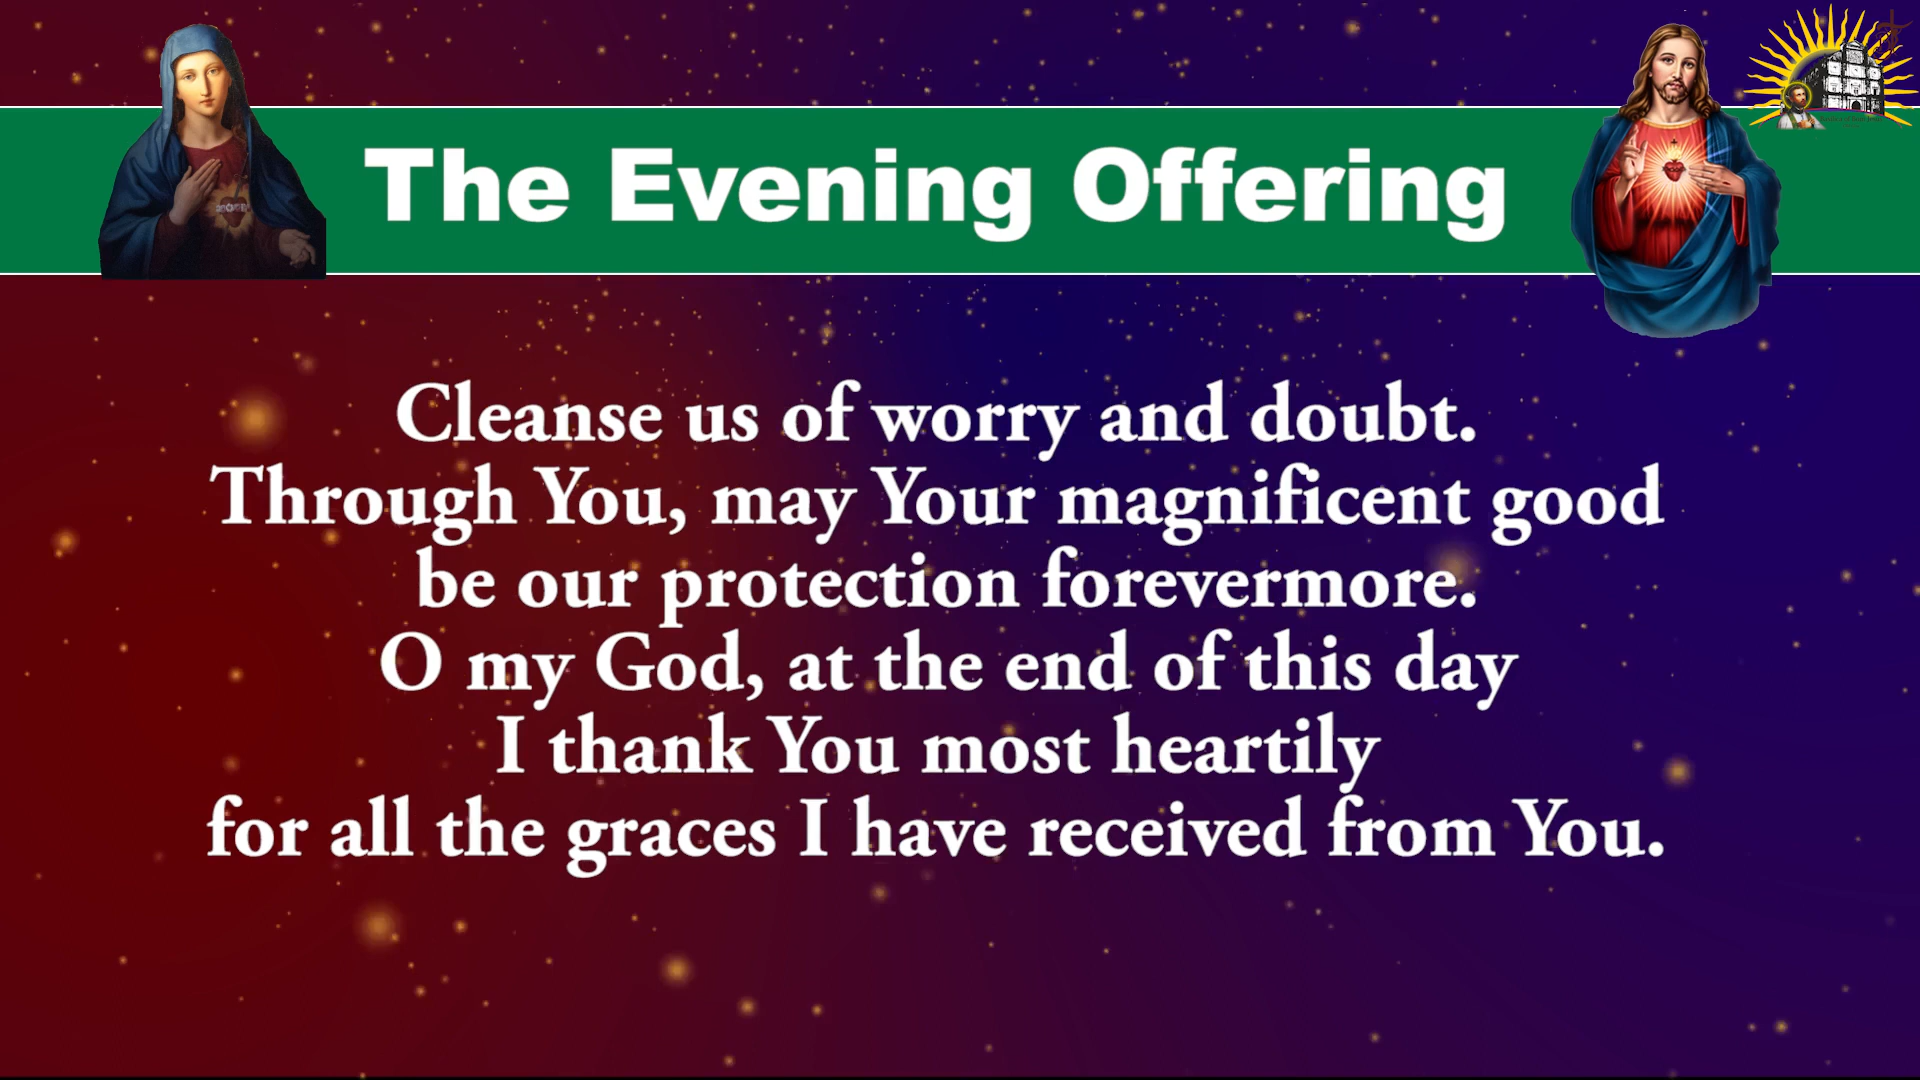 The Evening Offering
Cleanse us of worry and doubt.
Through You, may Your magnificent good
be our protection forevermore.
O my God, at the end of this day
I thank You most heartily
for all the graces I have received from You.